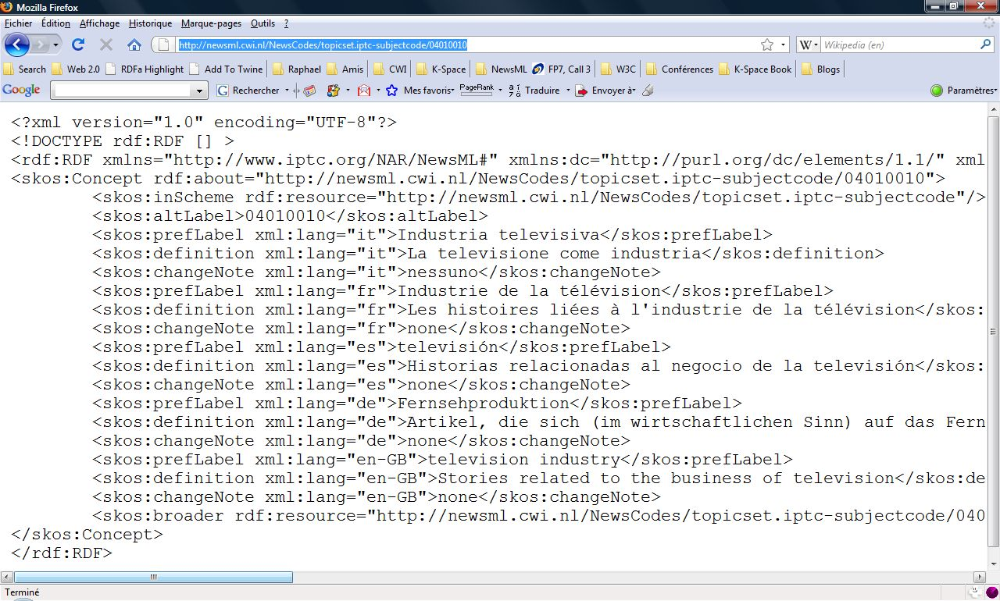 Mozilla Firefox
Fichier Édition Affichage Historique Marque-pages Outils ?
http://newsml.cwi.nl/NewsCodes/topicset.iptc-subjectcode/04010010 W Wikipedia (en)
Search Web 2.0 RDFa Highlight Add To Twine Raphael Amis CWI K-Space NewsML FP7, Call 3 W3C Conférences K-Space Book Blogs
Google G Rechercher Mes favoris PageRank Traduire Envoyer à Paramètres
<?xml version="1.0" encoding="UTF-8"?>
<!DOCTYPE rdf:RDF [] >
<rdf:RDF xmlns="http://www.iptc.org/NAR/NewsML#" xmlns:dc="http://purl.org/dc/elements/1.1/" xml
<skos:Concept rdf:about="http://newsml.cwi.nl/NewsCodes/topicset.iptc-subjectcode/04010010">
<skos:inScheme rdf:resource="http://newsml.cwi.nl/NewsCodes/topicset.iptc-subjectcode"/>
<skos:altLabel>04010010</skos:altLabel>
<skos:prefLabel xml:lang="it">Industria televisiva</skos:prefLabel>
<skos:definition xml:lang="it">La televisione come industria</skos:definition>
<skos:changeNote xml:lang="it">nessuno</skos:changeNote>
<skos:prefLabel xml:lang="fr">Industrie de la télévision</skos:prefLabel>
<skos:definition xml:lang="fr">Les histoires liées à l'industrie de la télévision</skos:
<skos:changeNote xml:lang="fr">none</skos:changeNote>
<skos:prefLabel xml:lang="es">televisión</skos:prefLabel>
<skos:definition xml:lang="es">Historias relacionadas al negocio de la televisión</skos:
<skos:changeNote xml:lang="es">none</skos:changeNote>
<skos:prefLabel xml:lang="de">Fernsehproduktion</skos:prefLabel>
<skos:definition xml:lang="de">Artikel, die sich (im wirtschaftlichen Sinn) auf das Fern
<skos:changeNote xml:lang="de">none</skos:changeNote>
<skos:prefLabel xml:lang="en-GB">television industry</skos:prefLabel>
<skos:definition xml:lang="en-GB">Stories related to the business of television</skos:de
<skos:changeNote xml:lang="en-GB">none</skos:changeNote>
<skos:broader rdf:resource="http://newsml.cwi.nl/NewsCodes/topicset.iptc-subjectcode/040
</skos:Concept>
</rdf:RDF>
Terminé